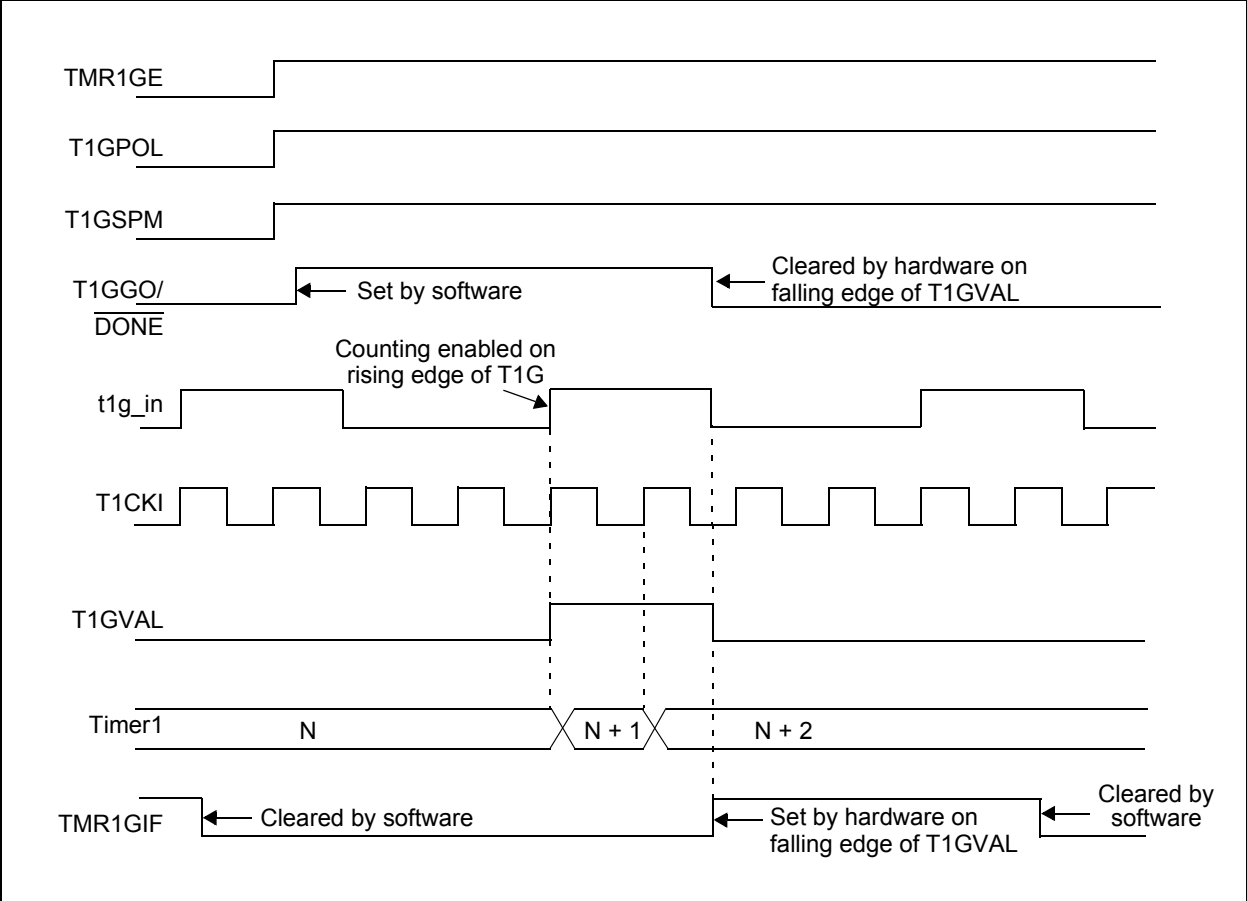 TMR1GE
T1GPOL
T1GSPM
T1GGO/
DONE
Set by software
Cleared by hardware on
falling edge of T1GVAL
Counting enabled on
rising edge of T1G
t1g_in
T1CKI
T1GVAL
Timer1
N
N + 1
N + 2
TMR1GIF
Cleared by software
Set by hardware on
falling edge of T1GVAL
Cleared by
software